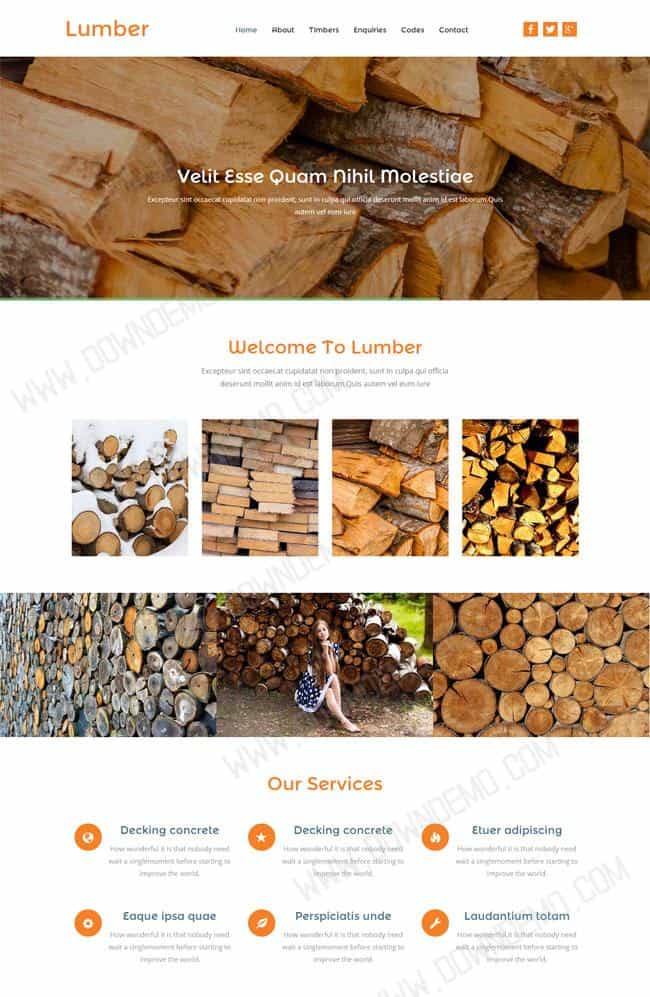 Lumber
Home About Timbers Enquiries Codes Contact
Velit Esse Quam Nihil Molestiae
Excepteur sint occaecat cupidatat non proident, sunt in culpa qui officia deserunt mollit anim id est laborum.Quis
autem vel eum iure
Welcome To Lumber
Excepteur sint occaecat cupidatat non proident, sunt in culpa qui officia
deserunt mollit anim id est laborum.Quis autem vel eum iure
WWW.DOWNDEMO.COM
Our Services
Decking concrete
How wonderful it is that nobody need
wait a singlemoment before starting to
improve the world.
Decking concrete
How wonderful it is that nobody need
wait a singlemoment before starting to
improve the world.
Etuer adipiscing
How wonderful it is that nobody need
wait a singlemoment before starting to
improve the world.
WWW.DOWNDEMO.COM
Eaque ipsa quae
How wonderful it is that nobody need
wait a singlemoment before starting to
improve the world.
Perspiciatis unde
How wonderful it is that nobody need
wait a singlemoment before starting to
improve the world.
Laudantium totam
How wonderful it is that nobody need
wait a singlemoment before starting to
improve the world.
WWW.DOWNDEMO.COM